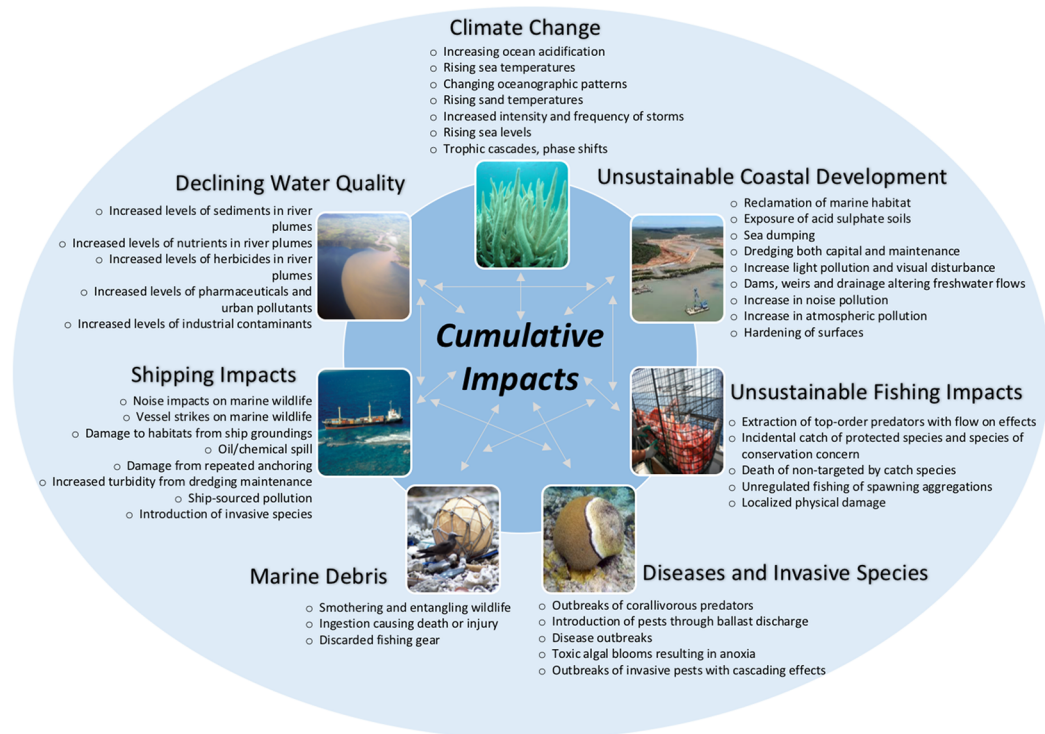 Climate Change
o Increasing ocean acidification
o Rising sea temperatures
o Changing oceanographic patterns
o Rising sand temperatures
o Increased intensity and frequency of storms
o Rising sea levels
o Trophic cascades, phase shifts
Declining Water Quality
o Increased levels of sediments in river
plumes
o Increased levels of nutrients in river plumes
o Increased levels of herbicides in river
plumes
o Increased levels of pharmaceuticals and
urban pollutants
o Increased levels of industrial contaminants
Unsustainable Coastal Development
o Reclamation of marine habitat
o Exposure of acid sulphate soils
o Sea dumping
o Dredging both capital and maintenance
o Increase light pollution and visual disturbance
o Dams, weirs and drainage altering freshwater flows
o Increase in noise pollution
o Increase in atmospheric pollution
o Hardening of surfaces
Cumulative
Impacts
Shipping Impacts
o Noise impacts on marine wildlife
o Vessel strikes on marine wildlife
o Damage to habitats from ship groundings
o Oil/chemical spill
o Damage from repeated anchoring
o Increased turbidity from dredging maintenance
o Ship-sourced pollution
o Introduction of invasive species
Unsustainable Fishing Impacts
o Extraction of top-order predators with flow on effects
o Incidental catch of protected species and species of
conservation concern
o Death of non-targeted by catch species
o Unregulated fishing of spawning aggregations
o Localized physical damage
Marine Debris
o Smothering and entangling wildlife
o Ingestion causing death or injury
o Discarded fishing gear
Diseases and Invasive Species
o Outbreaks of corallivorous predators
o Introduction of pests through ballast discharge
o Disease outbreaks
o Toxic algal blooms resulting in anoxia
o Outbreaks of invasive pests with cascading effects